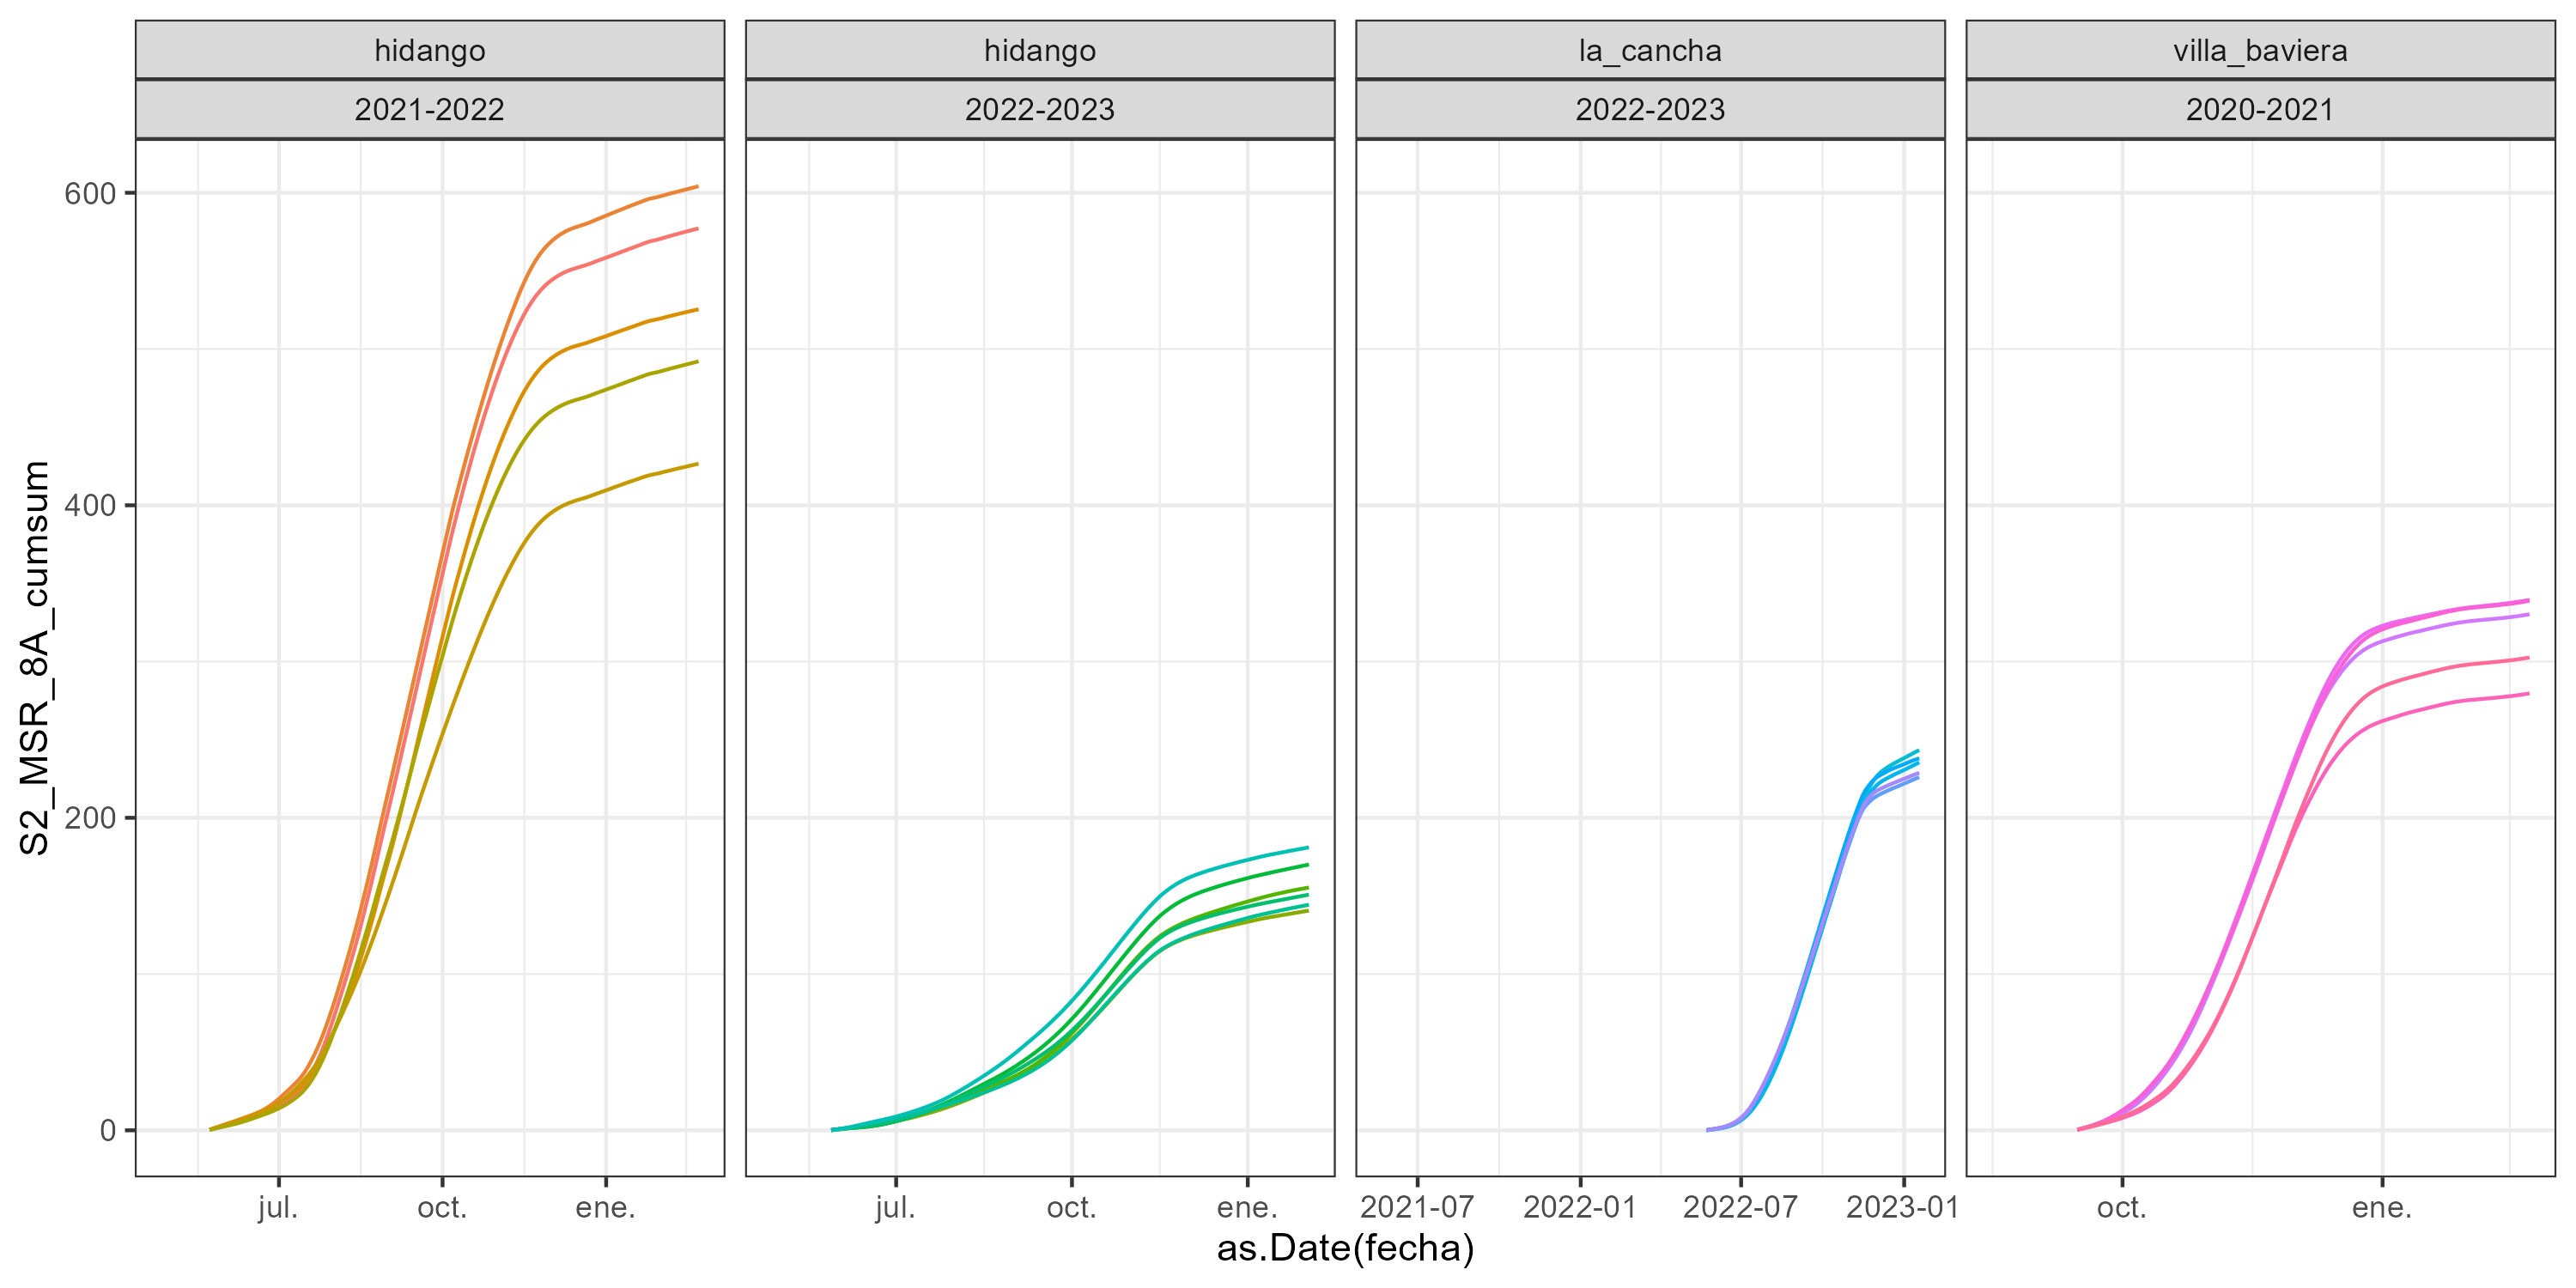 hidango hidango la_cancha villa_baviera
2021-2022 2022-2023 2022-2023 2020-2021
600
400
200
0
S2_MSR_8A_cumsum
jul. oct. ene. jul. oct. ene. 2021-07 2022-01 2022-07 2023-01 oct. ene.
as.Date(fecha)